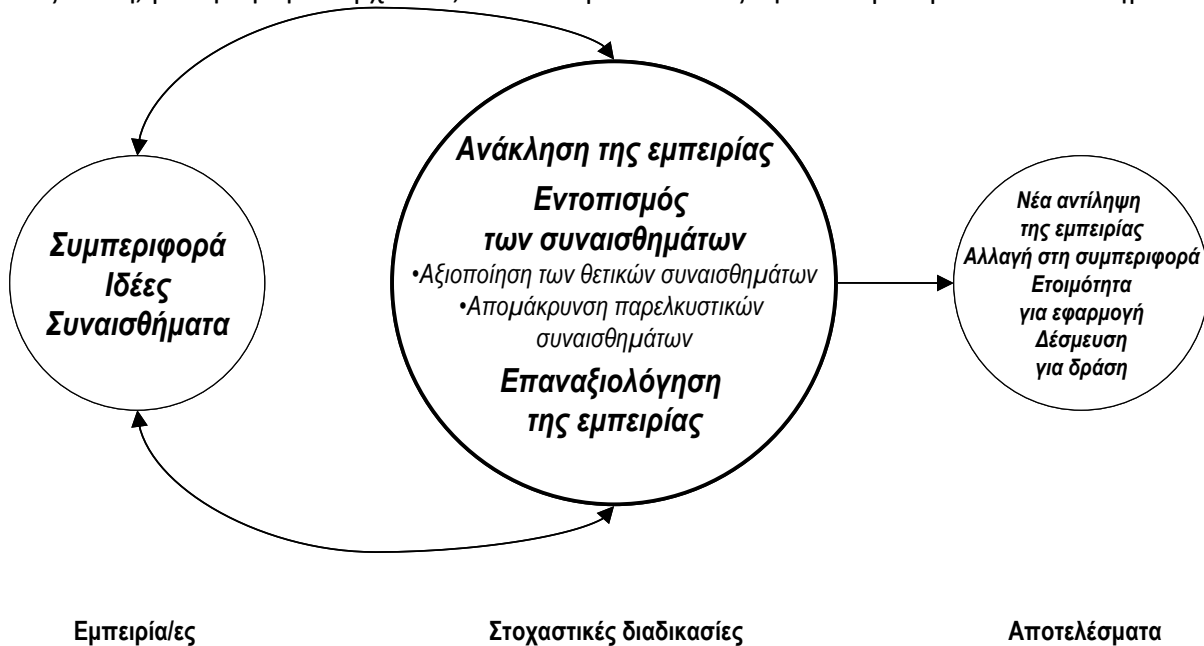 Συμπεριφορά
Ιδέες
Συναισθήματα
Ανάκληση της εμπειρίας
Εντοπισμός
των συναισθημάτων
•Αξιοποίηση των θετικών συναισθημάτων
•Απομάκρυνση παρελκυστικών
συναισθημάτων
Επαναξιολόγηση
της εμπειρίας
Νέα αντίληψη
της εμπειρίας
Αλλαγή στη συμπεριφορά
Ετοιμότητα
για εφαρμογή
Δέσμευση
για δράση
Εμπειρία/ες
Στοχαστικές διαδικασίες
Αποτελέσματα